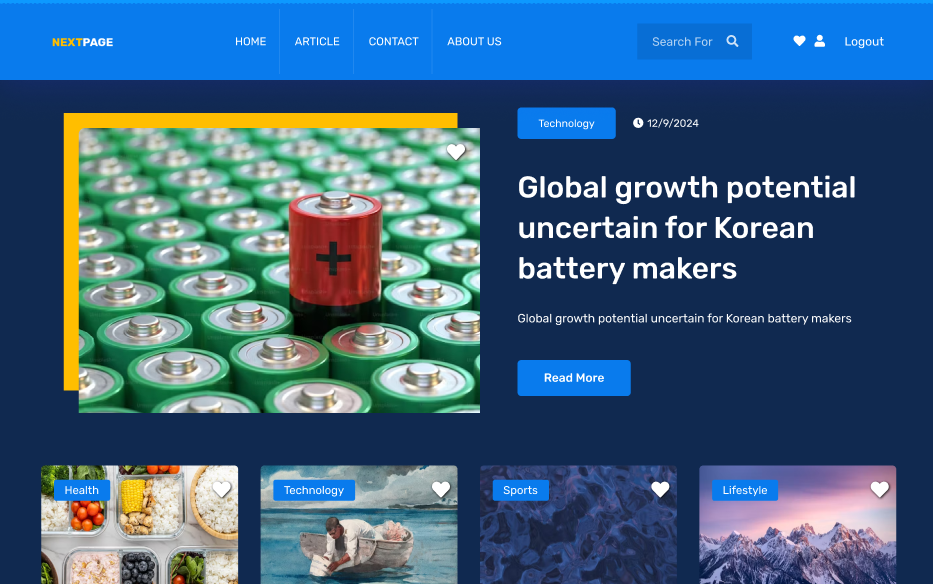 NEXTPAGE
HOME
ARTICLE
CONTACT
ABOUT US
Search For
Logout
Technology
12/9/2024
Global growth potential
uncertain for Korean
battery makers
Global growth potential uncertain for Korean battery makers
Read More
Health
Technology
Sports
Lifestyle